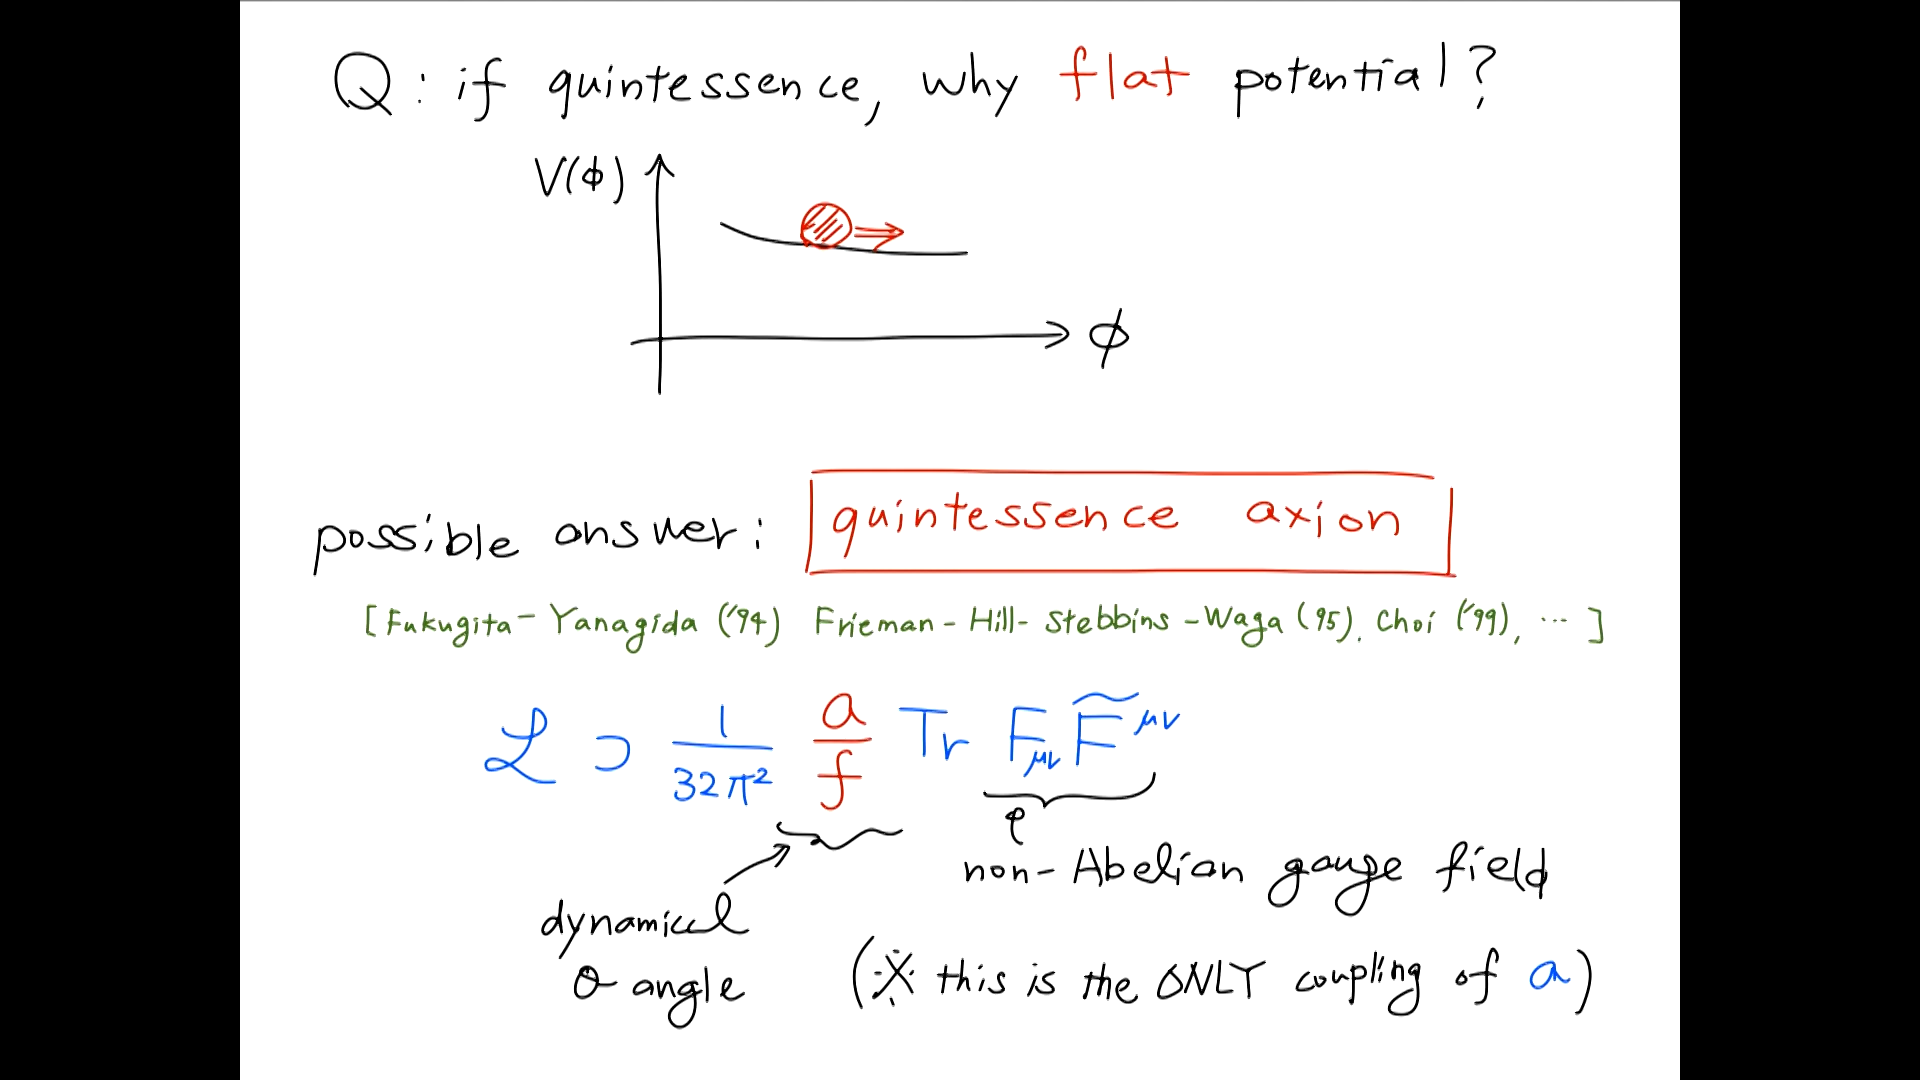 Q: if quintessence, why flat potential?
V(ϕ)
ϕ
possible answer: quintessence axion
[Fukugita-Yanagida ('94) Frieman-Hill-Stebbins-Waga ('95), Choi ('99), ⋯ ]
ℒ ⊃ 1/32π² a/f Tr F_μν F̃^μν
non-Abelian gauge field
dynamical
θ angle
(※ this is the ONLY coupling of a)